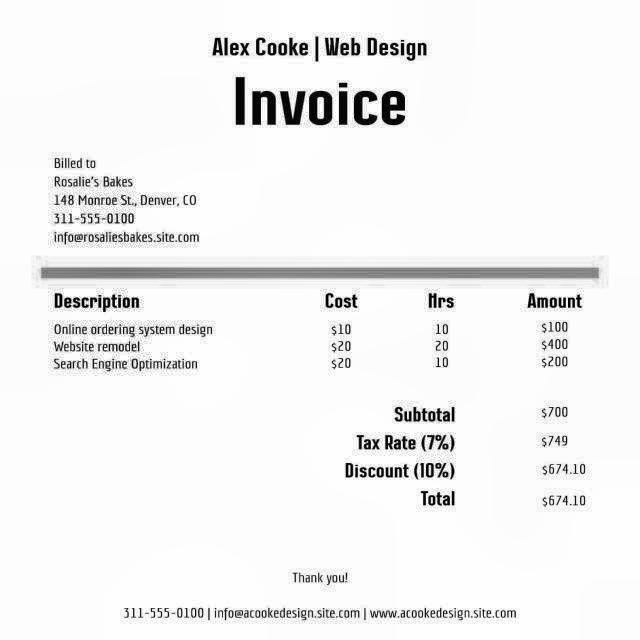 Alex Cooke | Web Design
Invoice
Billed to
Rosalie's Bakes
148 Monroe St., Denver, CO
311-555-0100
info@rosaliesbakes.site.com
Description Cost Hrs Amount
Online ordering system design $10 10 $100
Website remodel $20 20 $400
Search Engine Optimization $20 10 $200
Subtotal $700
Tax Rate (7%) $749
Discount (10%) $674.10
Total $674.10
Thank you!
311-555-0100 | info@acookedesign.site.com | www.acookedesign.site.com